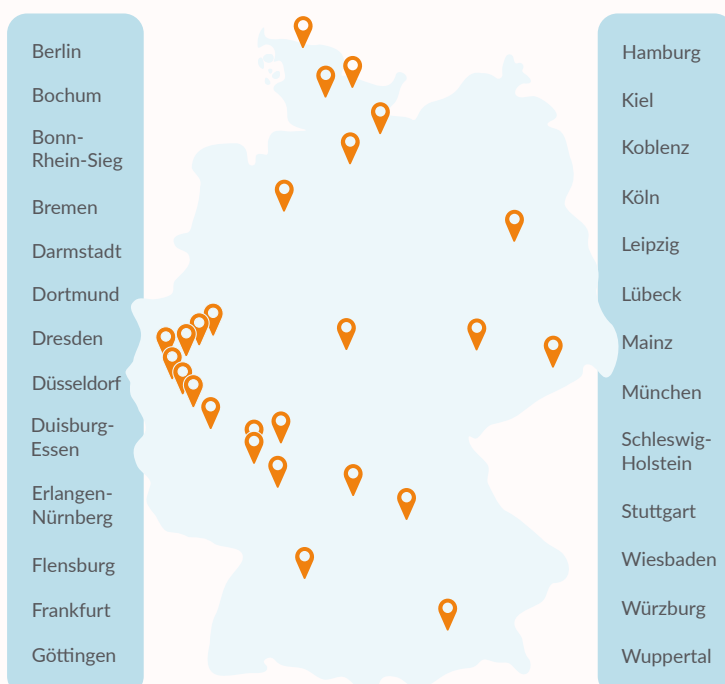 Berlin
Bochum
Bonn-
Rhein-Sieg
Bremen
Darmstadt
Dortmund
Dresden
Düsseldorf
Duisburg-
Essen
Erlangen-
Nürnberg
Flensburg
Frankfurt
Göttingen
Hamburg
Kiel
Koblenz
Köln
Leipzig
Lübeck
Mainz
München
Schleswig-
Holstein
Stuttgart
Wiesbaden
Würzburg
Wuppertal